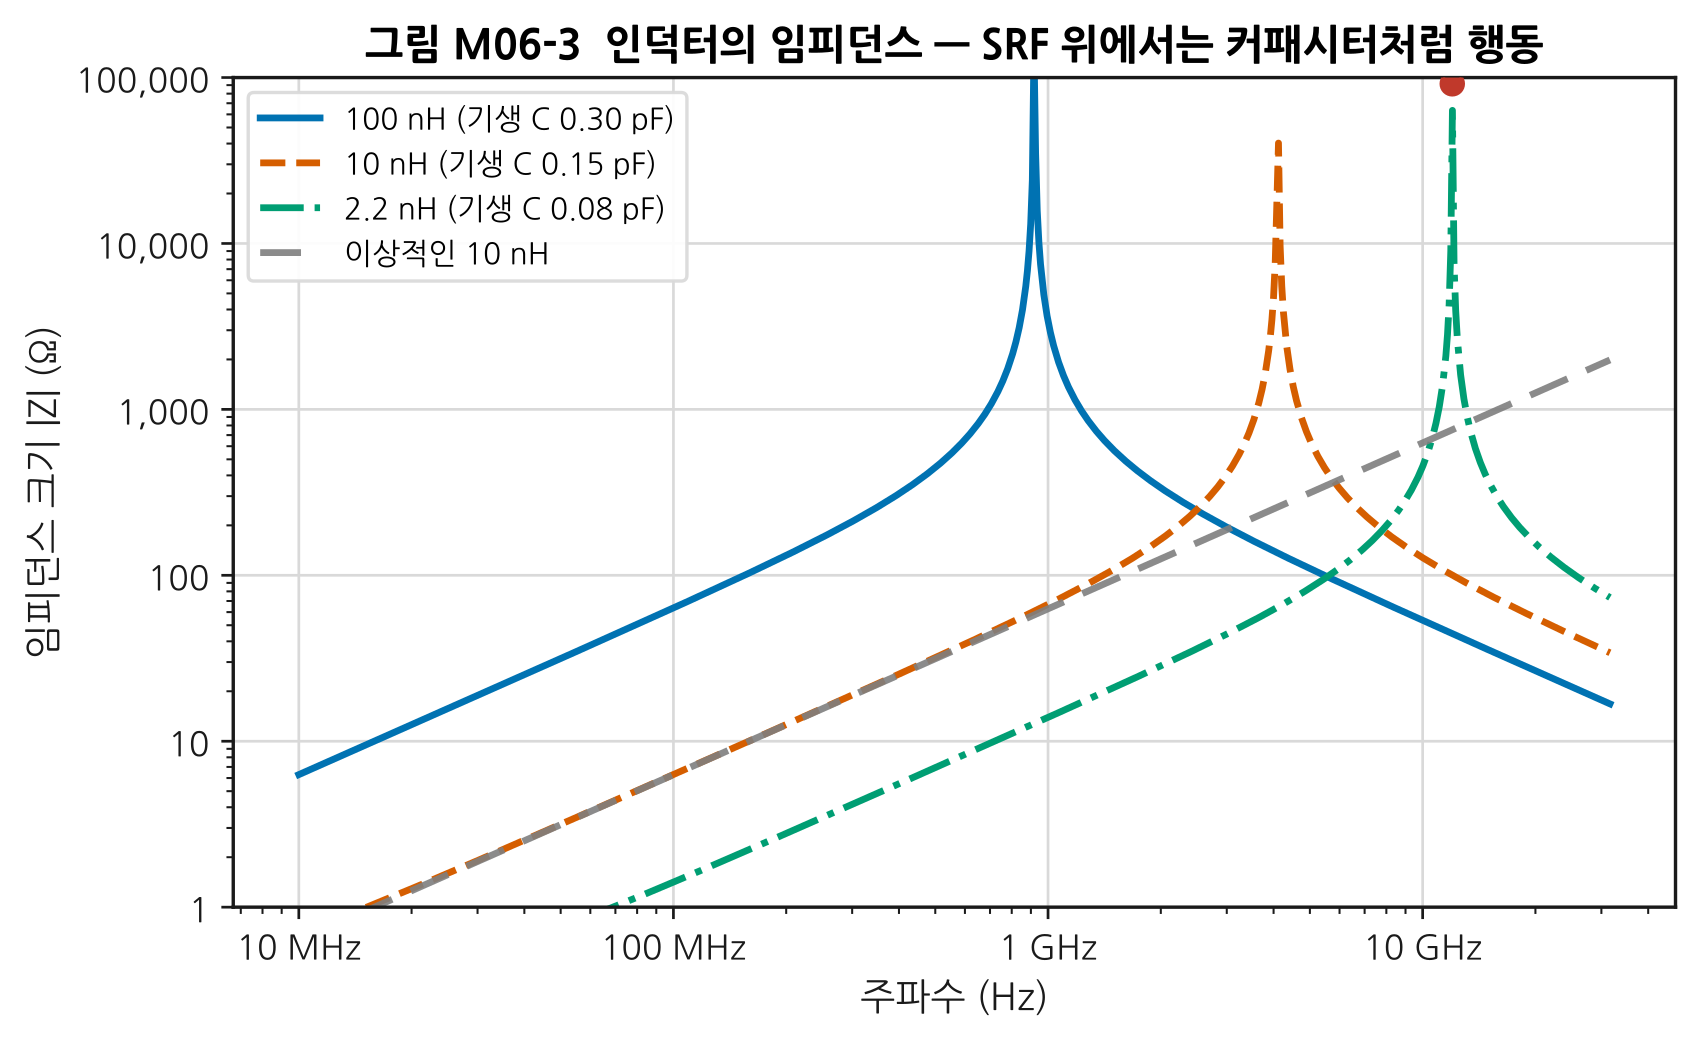 그림 M06-3 인덕터의 임피던스 — SRF 위에서는 커패시터처럼 행동
100,000
10,000
1,000
100
10
1
임피던스 크기 |Z| (Ω)
100 nH (기생 C 0.30 pF)
10 nH (기생 C 0.15 pF)
2.2 nH (기생 C 0.08 pF)
이상적인 10 nH
10 MHz
100 MHz
1 GHz
10 GHz
주파수 (Hz)